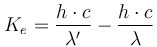 K_e = \frac{h \cdot c}{\lambda'} - \frac{h \cdot c}{\lambda}